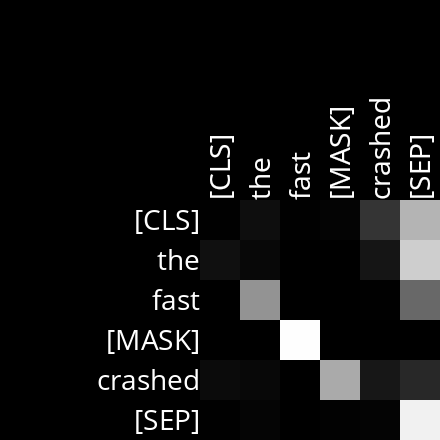 [CLS] the fast [MASK] crashed [SEP]
[CLS]
the
fast
[MASK]
crashed
[SEP]